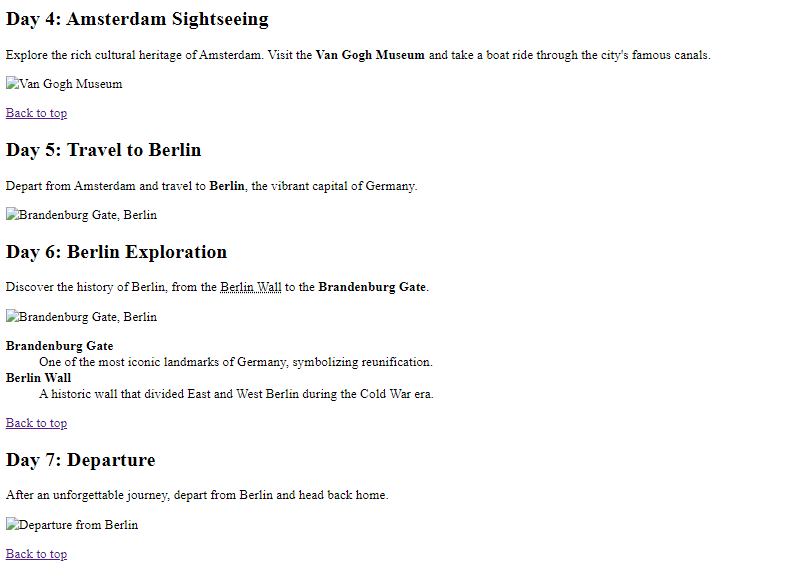 Day 4: Amsterdam Sightseeing
Explore the rich cultural heritage of Amsterdam. Visit the Van Gogh Museum and take a boat ride through the city's famous canals.
Van Gogh Museum
Back to top
Day 5: Travel to Berlin
Depart from Amsterdam and travel to Berlin, the vibrant capital of Germany.
Brandenburg Gate, Berlin
Day 6: Berlin Exploration
Discover the history of Berlin, from the Berlin Wall to the Brandenburg Gate.
Brandenburg Gate, Berlin
Brandenburg Gate
One of the most iconic landmarks of Germany, symbolizing reunification.
Berlin Wall
A historic wall that divided East and West Berlin during the Cold War era.
Back to top
Day 7: Departure
After an unforgettable journey, depart from Berlin and head back home.
Departure from Berlin
Back to top